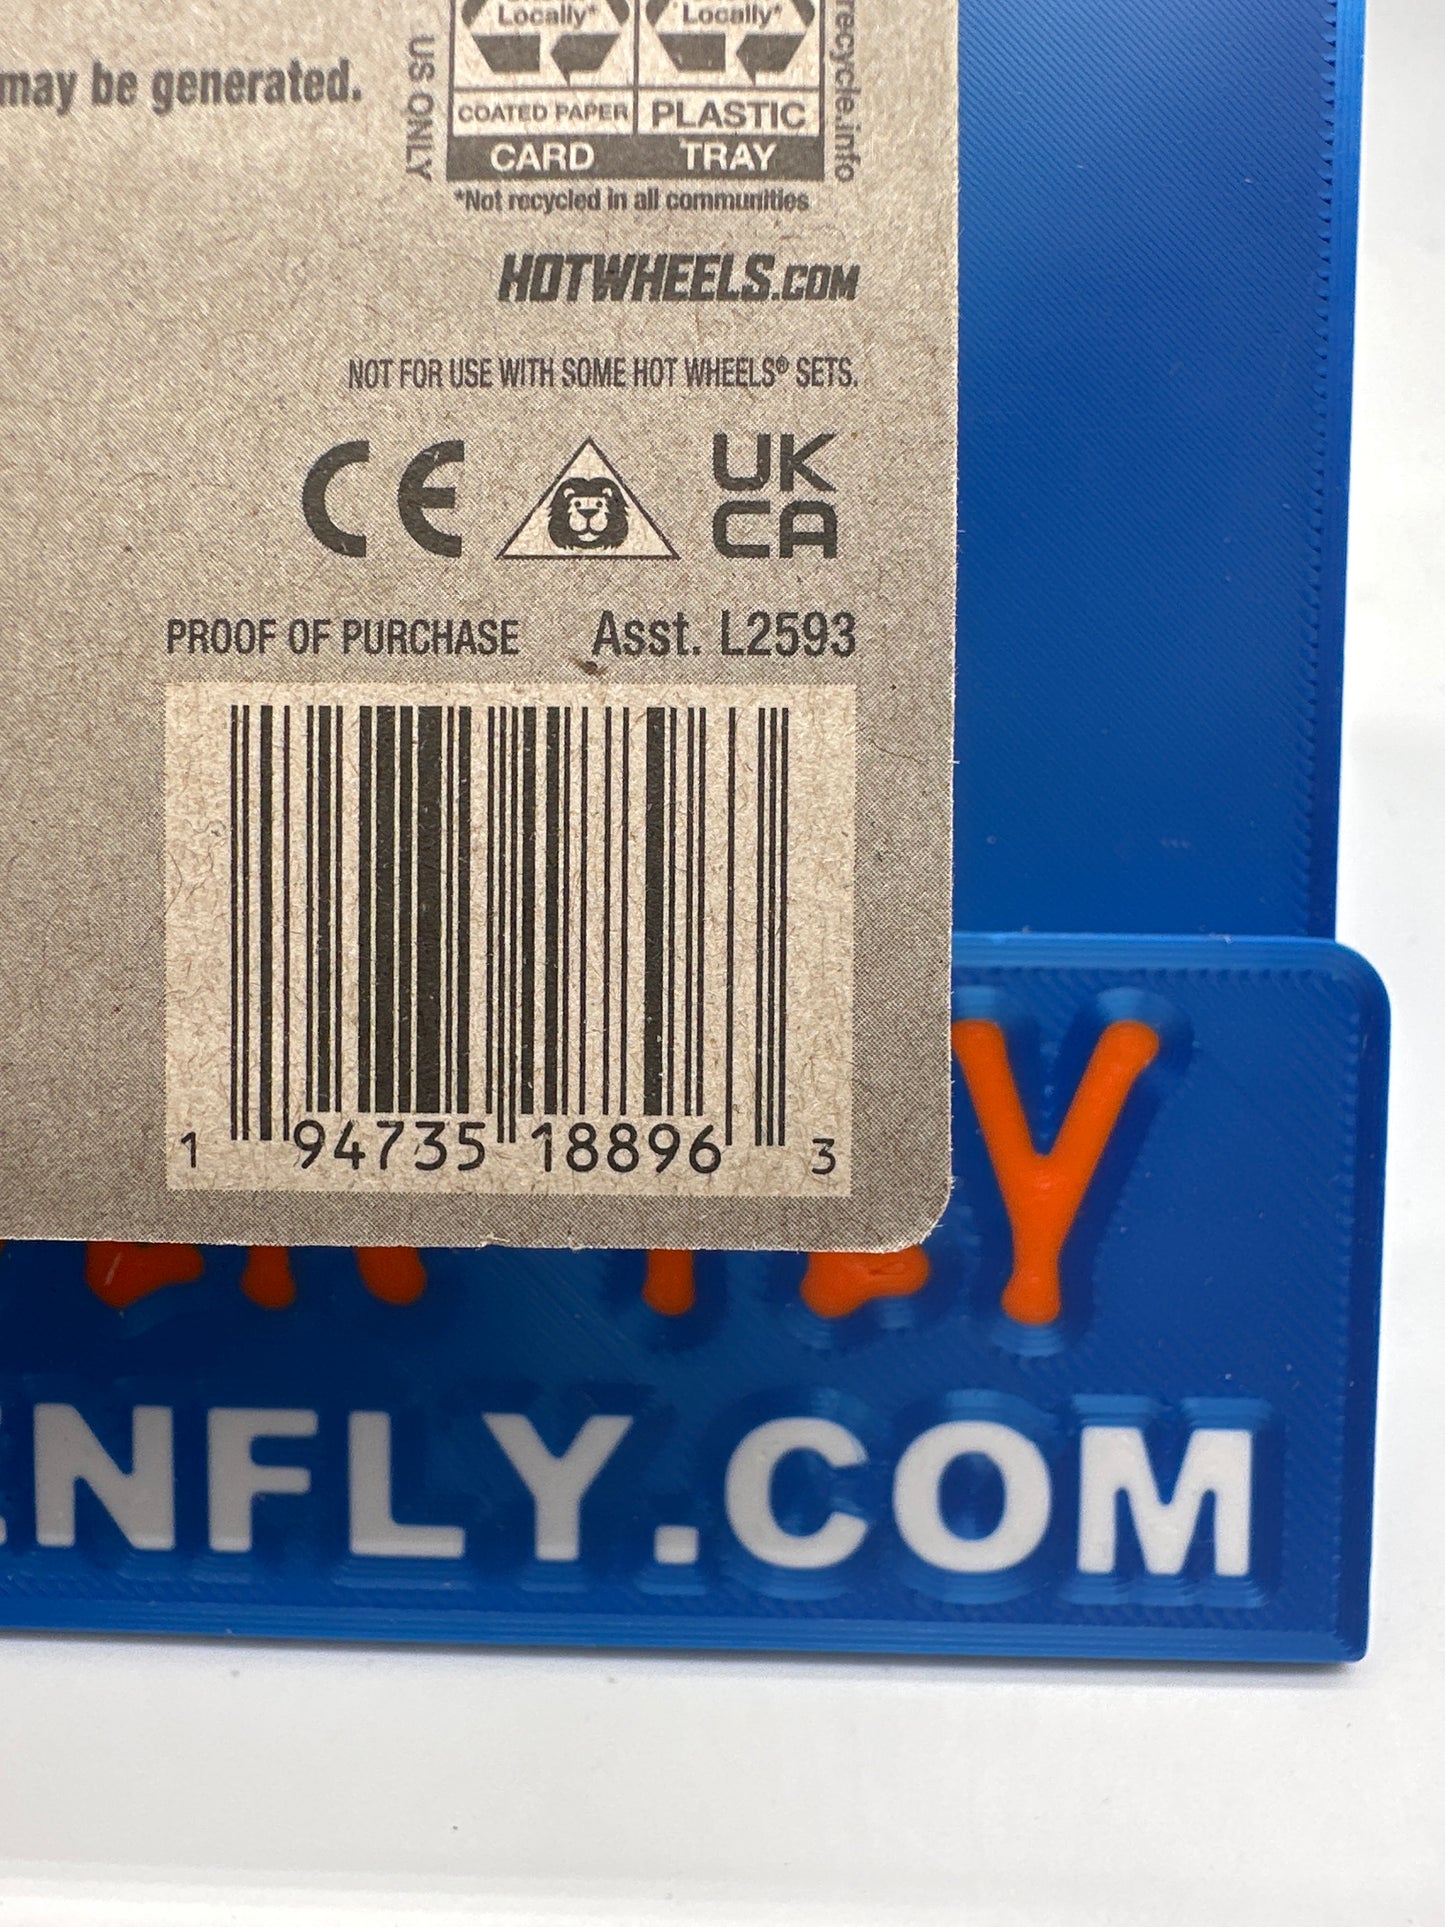 Locally* Locally*
may be generated.
US ONLY
recycle.info
COATED PAPER PLASTIC
CARD TRAY
*Not recycled in all communities
HOTWHEELS.COM
NOT FOR USE WITH SOME HOT WHEELS® SETS.
CE
UK
CA
PROOF OF PURCHASE Asst. L2593
1 94735 18896 3
LY
ENFLY.COM